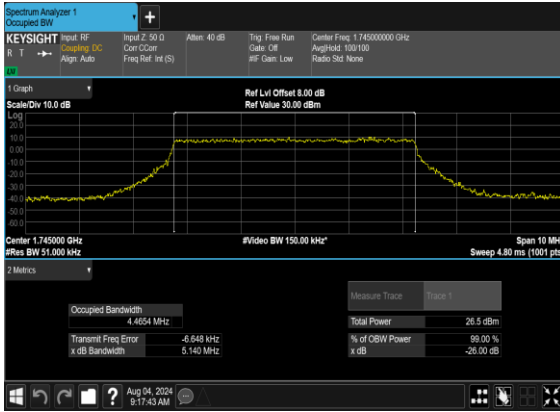 Spectrum Analyzer 1
Occupied BW
+
KEYSIGHT
R T
Input: RF
Coupling: DC
Align: Auto
Input Z: 50 Ω
Corr CCorr
Freq Ref: Int (S)
Atten: 40 dB
Trig: Free Run
Gate: Off
#IF Gain: Low
Center Freq: 1.745000000 GHz
Avg|Hold: 100/100
Radio Std: None
1 Graph
Scale/Div 10.0 dB
Ref Lvl Offset 8.00 dB
Ref Value 30.00 dBm
Log
20.0
10.0
0.00
-10.0
-20.0
-30.0
-40.0
-50.0
-60.0
Center 1.745000 GHz
#Video BW 150.00 kHz*
Span 10 MH
#Res BW 51.000 kHz
Sweep 4.80 ms (1001 pts
2 Metrics
Measure Trace Trace 1
Occupied Bandwidth
4.4654 MHz
Total Power 26.5 dBm
Transmit Freq Error -6.648 kHz
% of OBW Power 99.00 %
x dB Bandwidth 5.140 MHz
x dB -26.00 dB
?
Aug 04, 2024
9:17:43 AM